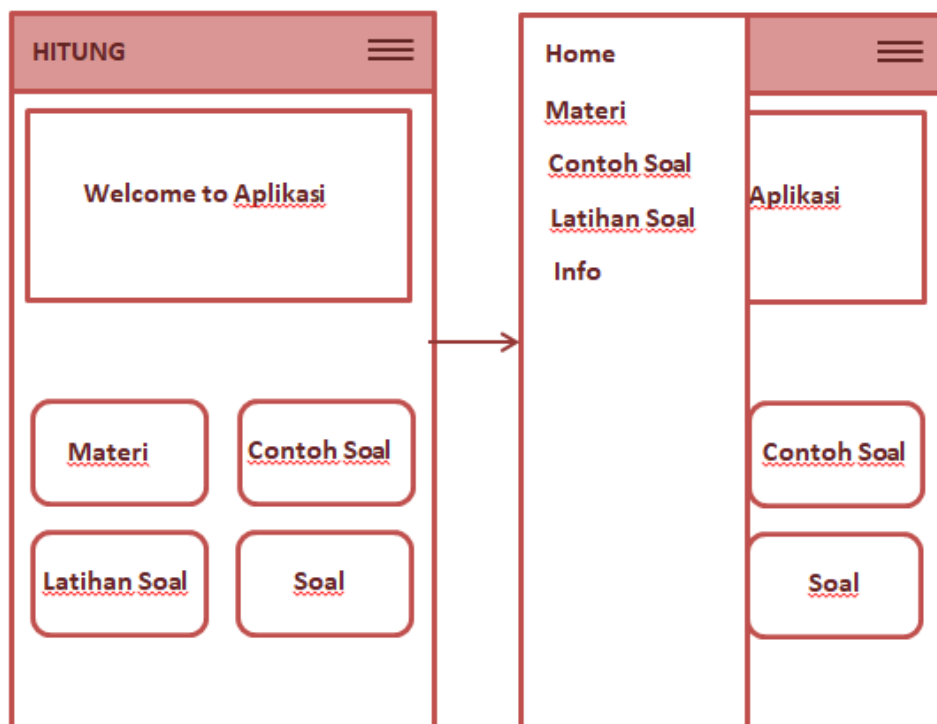 HITUNG
Welcome to Aplikasi
Materi
Contoh Soal
Latihan Soal
Soal
Home
Materi
Contoh Soal
Latihan Soal
Info
Aplikasi
Contoh Soal
Soal